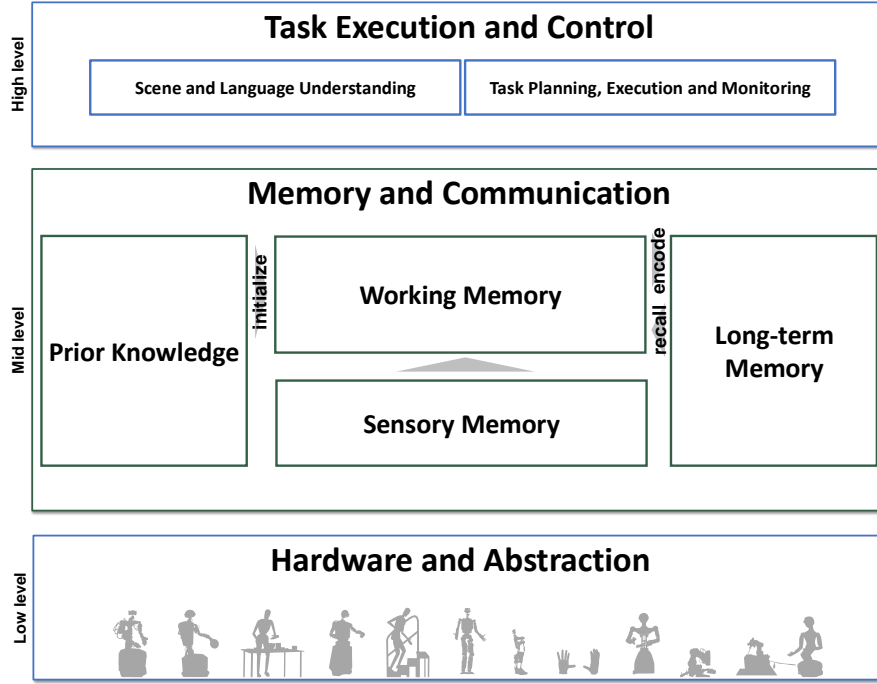 High level
Task Execution and Control
Scene and Language Understanding
Task Planning, Execution and Monitoring
Mid level
Memory and Communication
Prior Knowledge
initialize
Working Memory
recall encode
Long-term
Memory
Sensory Memory
Low level
Hardware and Abstraction